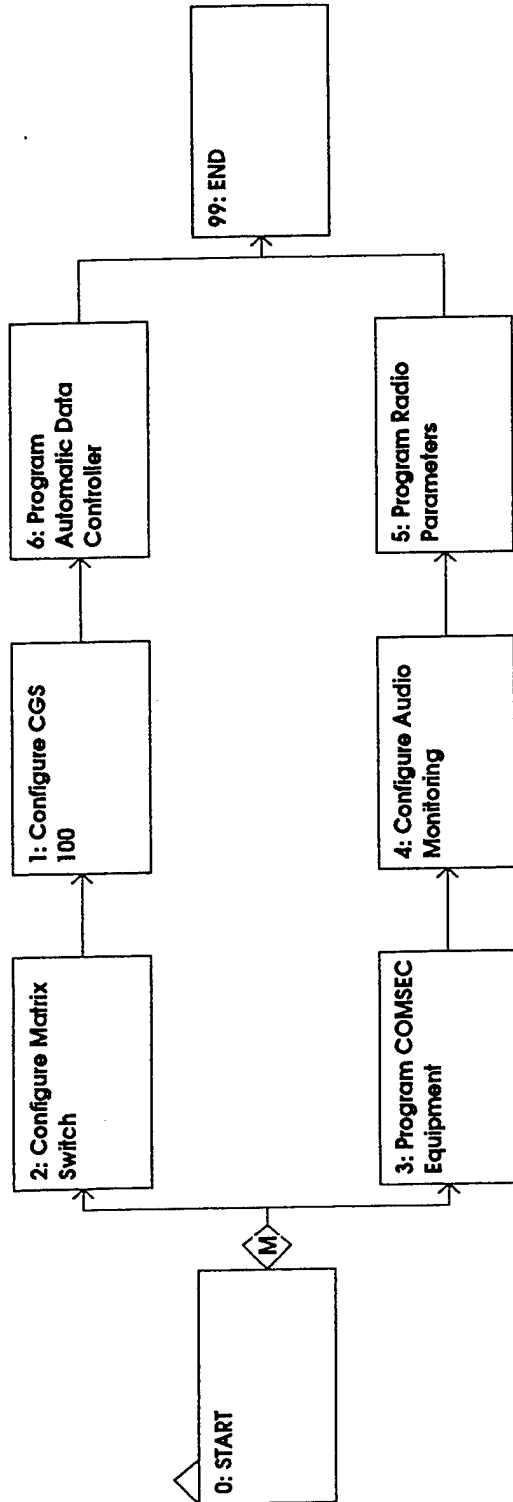 0: START
M
2: Configure Matrix
Switch
1: Configure CGS
100
6: Program
Automatic Data
Controller
3: Program COMSEC
Equipment
4: Configure Audio
Monitoring
5: Program Radio
Parameters
99: END